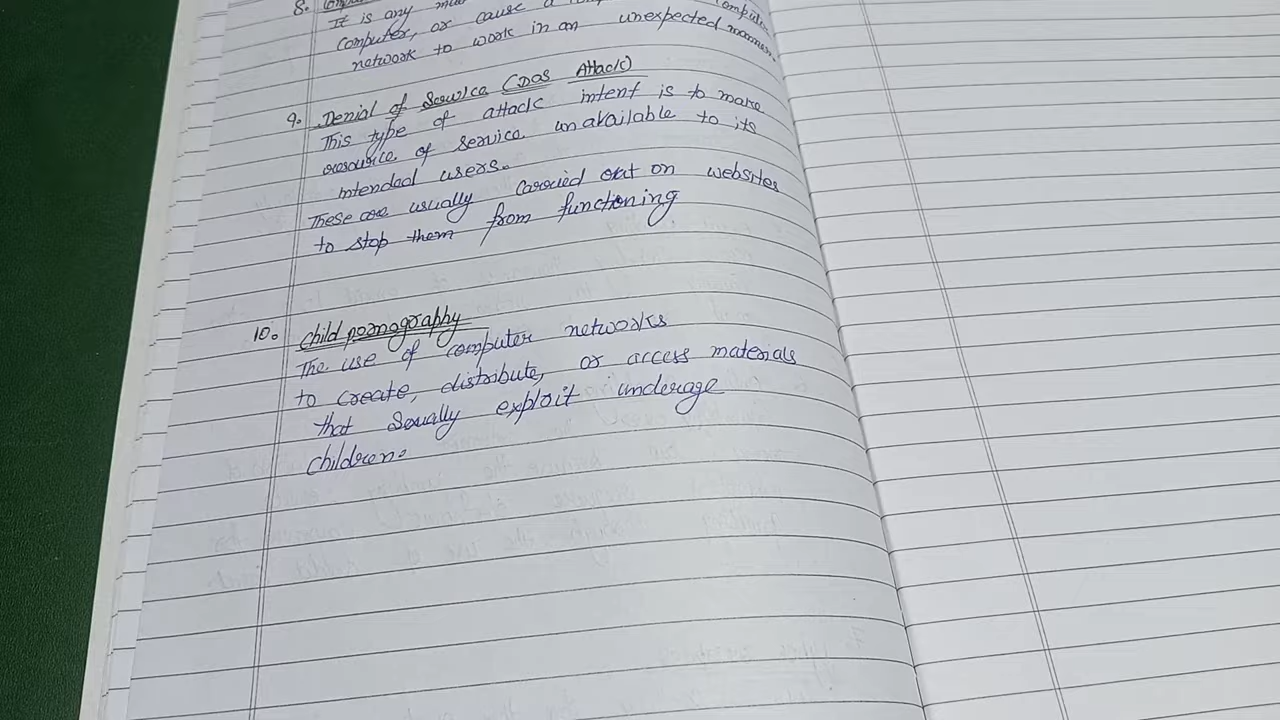 8.
It is any
computer, or cause a computer
network to work in an unexpected manner.
9. Denial of Service (DOS Attack)
This type of attack intent is to make
resource of service unavailable to its
intended users.
These are usually carried out on websites
to stop them from functioning
10. Child pornography
The use of computer networks
to create, distribute, or access materials
that Sexually exploit underage
children.